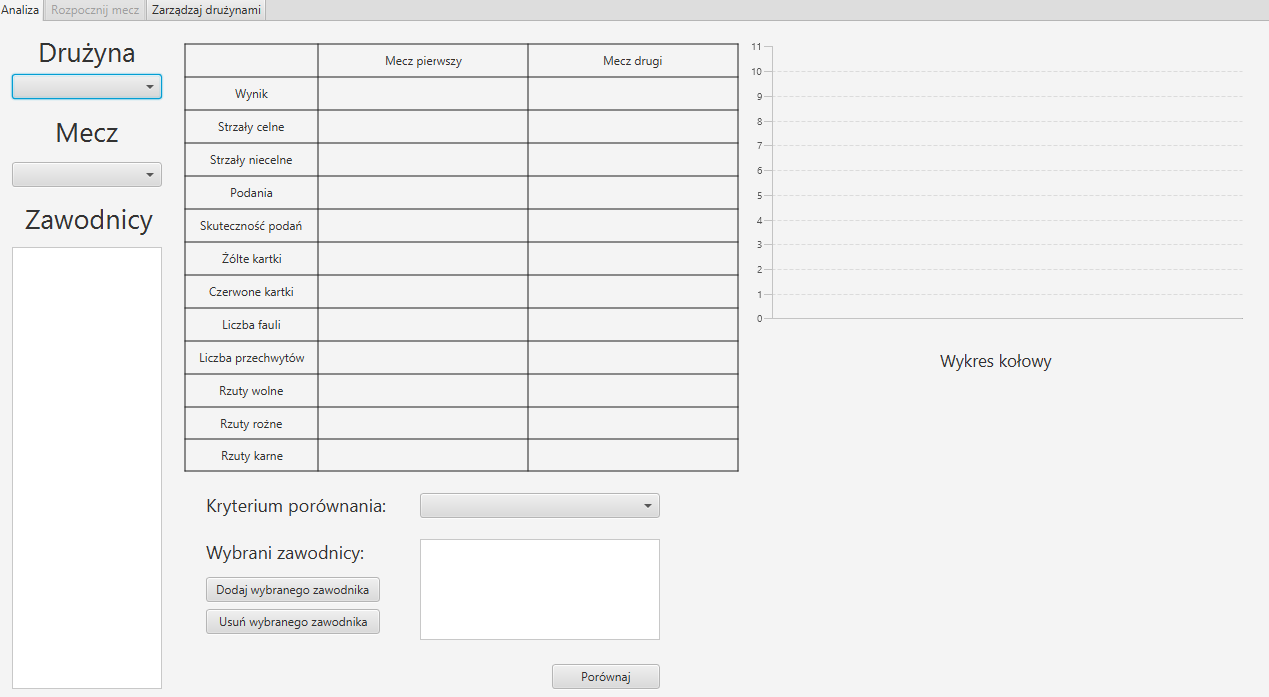 Analiza Rozpocznij mecz Zarządzaj drużynami
Drużyna
Mecz
Zawodnicy
Mecz pierwszy Mecz drugi
Wynik
Strzały celne
Strzały niecelne
Podania
Skuteczność podań
Żólte kartki
Czerwone kartki
Liczba fauli
Liczba przechwytów
Rzuty wolne
Rzuty rożne
Rzuty karne
Kryterium porównania:
Wybrani zawodnicy:
Dodaj wybranego zawodnika
Usuń wybranego zawodnika
Porównaj
11
10
9
8
7
6
5
4
3
2
1
0
Wykres kołowy